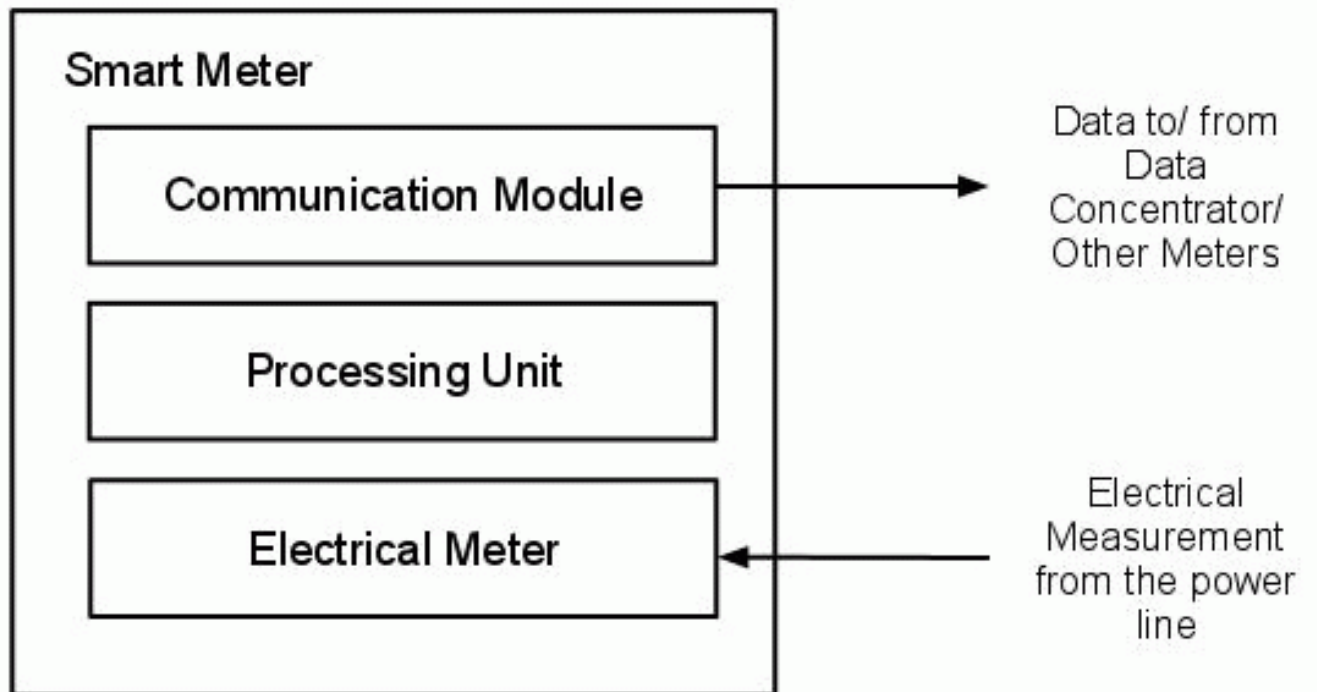 Smart Meter
Communication Module
Data to/ from
Data
Concentrator/
Other Meters
Processing Unit
Electrical Meter
Electrical
Measurement
from the power
line